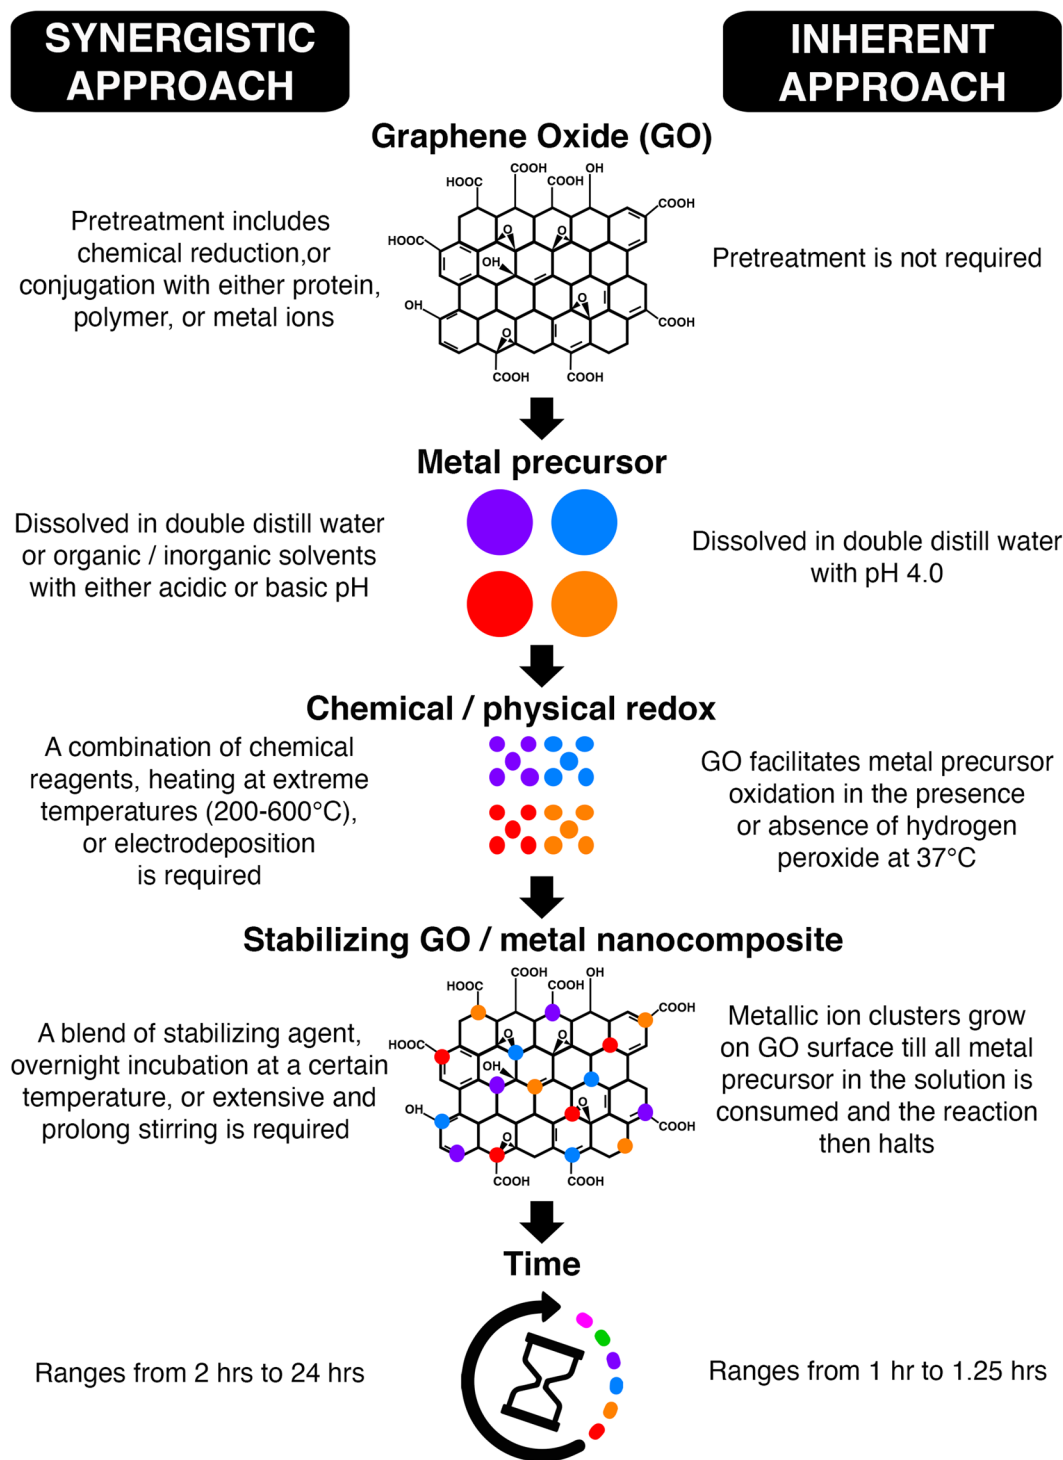 SYNERGISTIC
APPROACH
INHERENT
APPROACH
Graphene Oxide (GO)
Pretreatment includes
chemical reduction,or
conjugation with either protein,
polymer, or metal ions
HOOC
COOH
COOH
OH
COOH
HOOC
O
O
OH
O
OH
COOH
O
COOH
COOH
Pretreatment is not required
Metal precursor
Dissolved in double distill water
or organic / inorganic solvents
with either acidic or basic pH
Dissolved in double distill water
with pH 4.0
Chemical / physical redox
A combination of chemical
reagents, heating at extreme
temperatures (200-600°C),
or electrodeposition
is required
GO facilitates metal precursor
oxidation in the presence
or absence of hydrogen
peroxide at 37°C
Stabilizing GO / metal nanocomposite
A blend of stabilizing agent,
overnight incubation at a certain
temperature, or extensive and
prolong stirring is required
HOOC
COOH
COOH
OH
COOH
HOOC
O
O
OH
O
OH
COOH
O
COOH
COOH
Metallic ion clusters grow
on GO surface till all metal
precursor in the solution is
consumed and the reaction
then halts
Time
Ranges from 2 hrs to 24 hrs
Ranges from 1 hr to 1.25 hrs